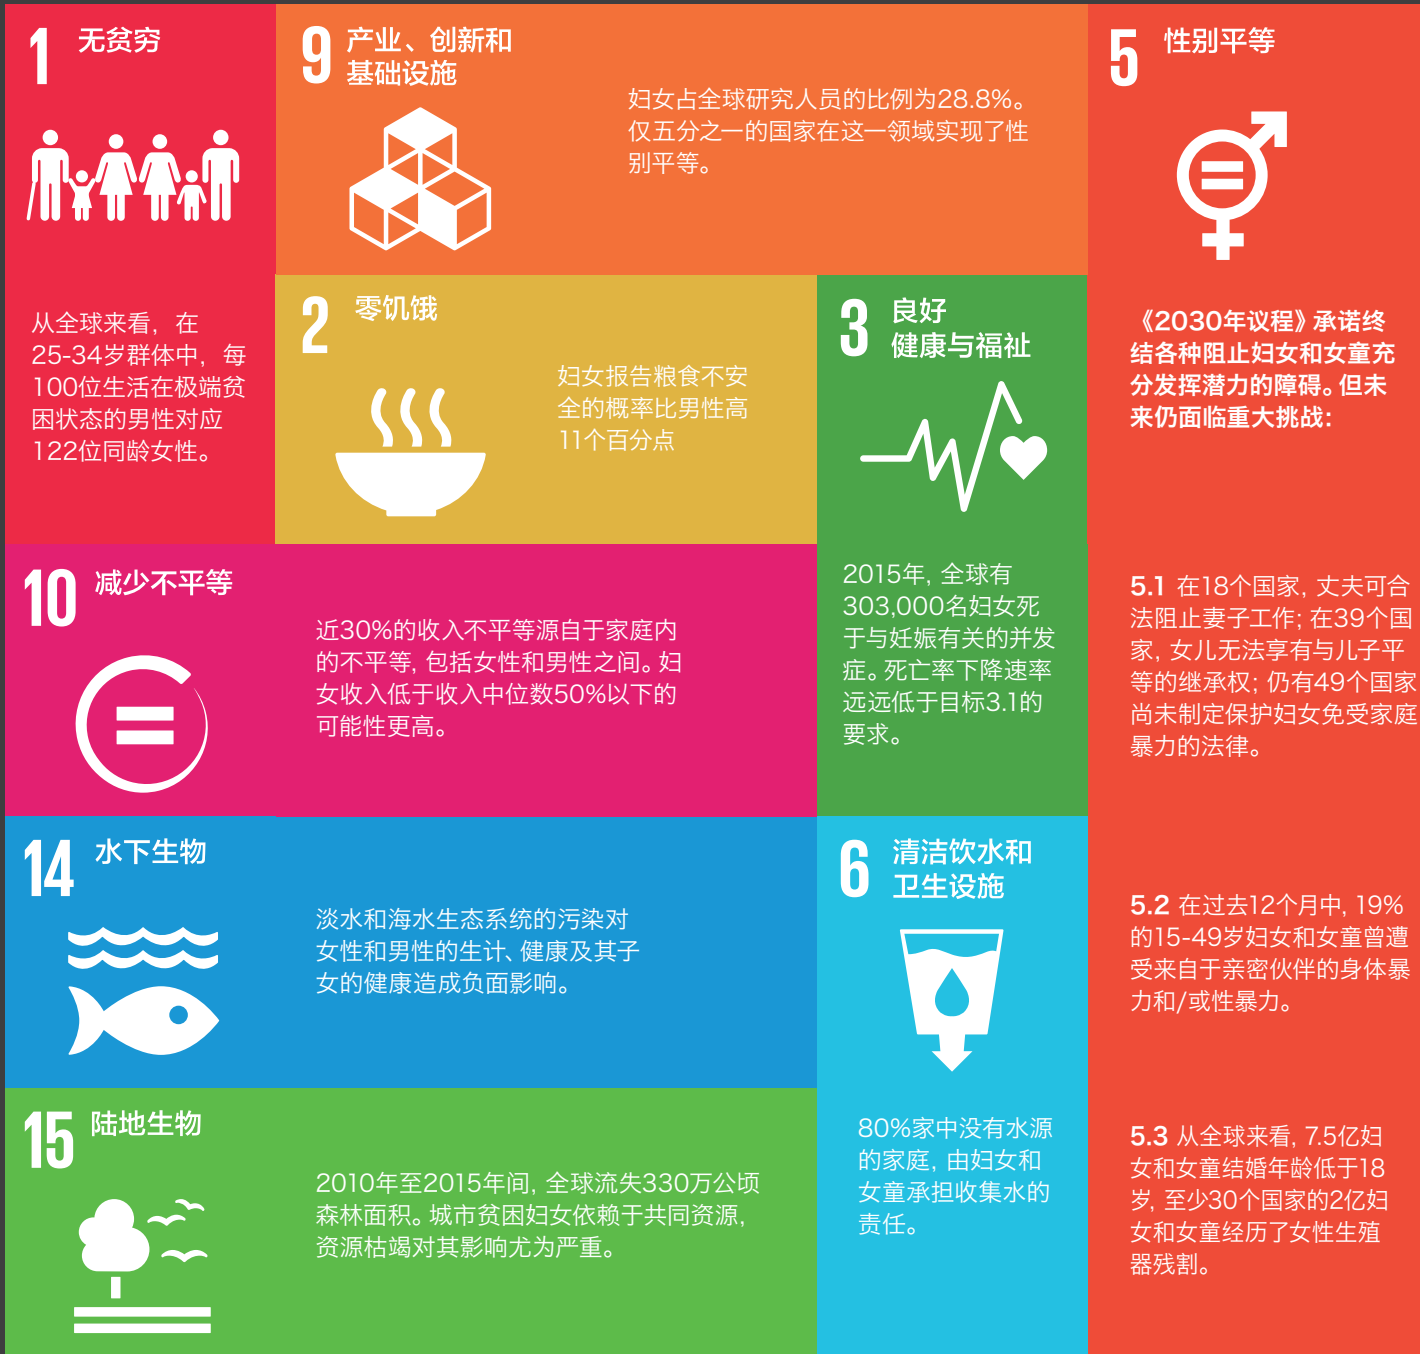 1 无贫穷
从全球来看，在
25-34岁群体中，每
100位生活在极端贫
困状态的男性对应
122位同龄女性。
9 产业、创新和
基础设施
妇女占全球研究人员的比例为28.8%。
仅五分之一的国家在这一领域实现了性
别平等。
2 零饥饿
妇女报告粮食不安
全的概率比男性高
11个百分点
3 良好
健康与福祉
2015年，全球有
303,000名妇女死
于与妊娠有关的并发
症。死亡率下降速率
远远低于目标3.1的
要求。
5 性别平等
《2030年议程》承诺终
结各种阻止妇女和女童充
分发挥潜力的障碍。但未
来仍面临重大挑战：
5.1 在18个国家，丈夫可合
法阻止妻子工作；在39个国
家，女儿无法享有与儿子平
等的继承权；仍有49个国家
尚未制定保护妇女免受家庭
暴力的法律。
5.2 在过去12个月中，19%
的15-49岁妇女和女童曾遭
受来自于亲密伙伴的身体暴
力和/或性暴力。
5.3 从全球来看，7.5亿妇
女和女童结婚年龄低于18
岁，至少30个国家的2亿妇
女和女童经历了女性生殖
器残割。
10 减少不平等
近30%的收入不平等源自于家庭内
的不平等，包括女性和男性之间。妇
女收入低于收入中位数50%以下的
可能性更高。
14 水下生物
淡水和海水生态系统的污染对
女性和男性的生计、健康及其子
女的健康造成负面影响。
6 清洁饮水和
卫生设施
80%家中没有水源
的家庭，由妇女和
女童承担收集水的
责任。
15 陆地生物
2010年至2015年间，全球流失330万公顷
森林面积。城市贫困妇女依赖于共同资源，
资源枯竭对其影响尤为严重。